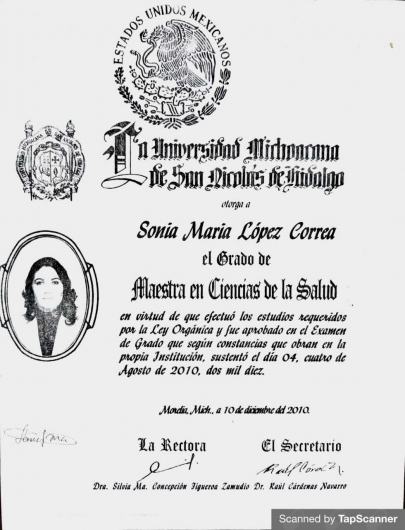 ESTADOS UNIDOS MEXICANOS
La Universidad Michoacana
de San Nicolás de Hidalgo
otorga a
Sonia Maria López Correa
el Grado de
Maestra en Ciencias de la Salud
en virtud de que efectuó los estudios requeridos
por la Ley Orgánica y fue aprobado en el Examen
de Grado que según constancias que obran en la
propia Institución, sustentó el día 04, cuatro de
Agosto de 2010, dos mil diez.
Morelia, Mich., a 10 de diciembre del 2010.
La Rectora El Secretario
Dra. Silvia Ma. Concepción Figueroa Zamudio Dr. Raúl Cárdenas Navarro
Scanned by TapScanner